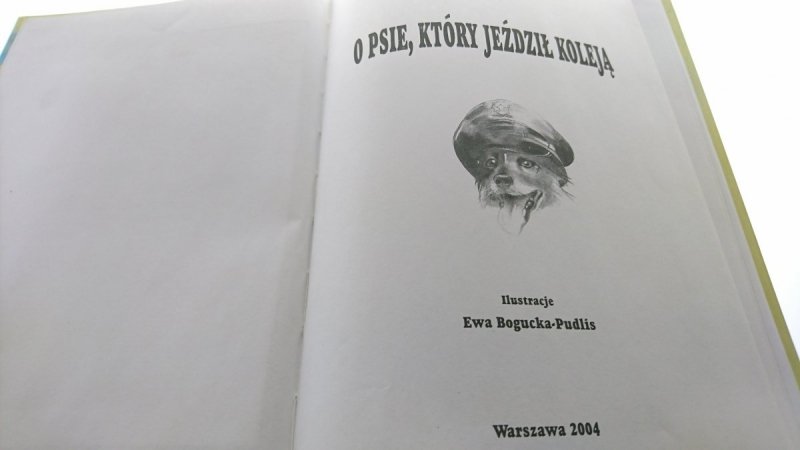 O PSIE, KTÓRY JEŹDZIŁ KOLEJĄ
Ilustracje
Ewa Bogucka-Pudlis
Warszawa 2004